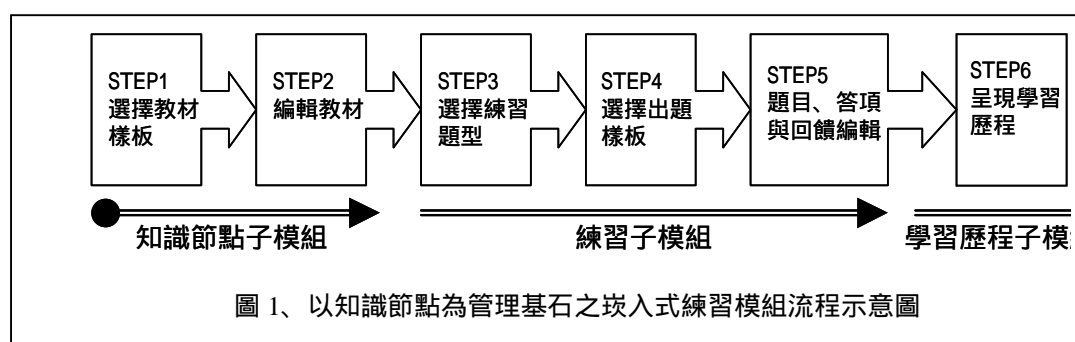 STEP1
選擇教材
樣板
STEP2
編輯教材
STEP3
選擇練習
題型
STEP4
選擇出題
樣板
STEP5
題目、答項
與回饋編輯
STEP6
呈現學習
歷程
知識節點子模組
練習子模組
學習歷程子模
圖 1、以知識節點為管理基石之崁入式練習模組流程示意圖